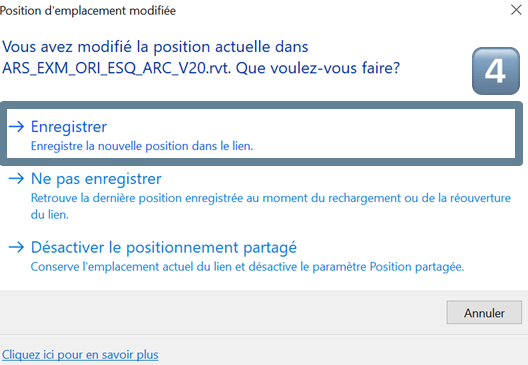 Position d'emplacement modifiée
Vous avez modifié la position actuelle dans
ARS_EXM_ORI_ESQ_ARC_V20.rvt. Que voulez-vous faire?
4
Enregistrer
Enregistre la nouvelle position dans le lien.
Ne pas enregistrer
Retrouve la dernière position enregistrée au moment du rechargement ou de la réouverture
du lien.
Désactiver le positionnement partagé
Conserve l'emplacement actuel du lien et désactive le paramètre Position partagée.
Annuler
Cliquez ici pour en savoir plus